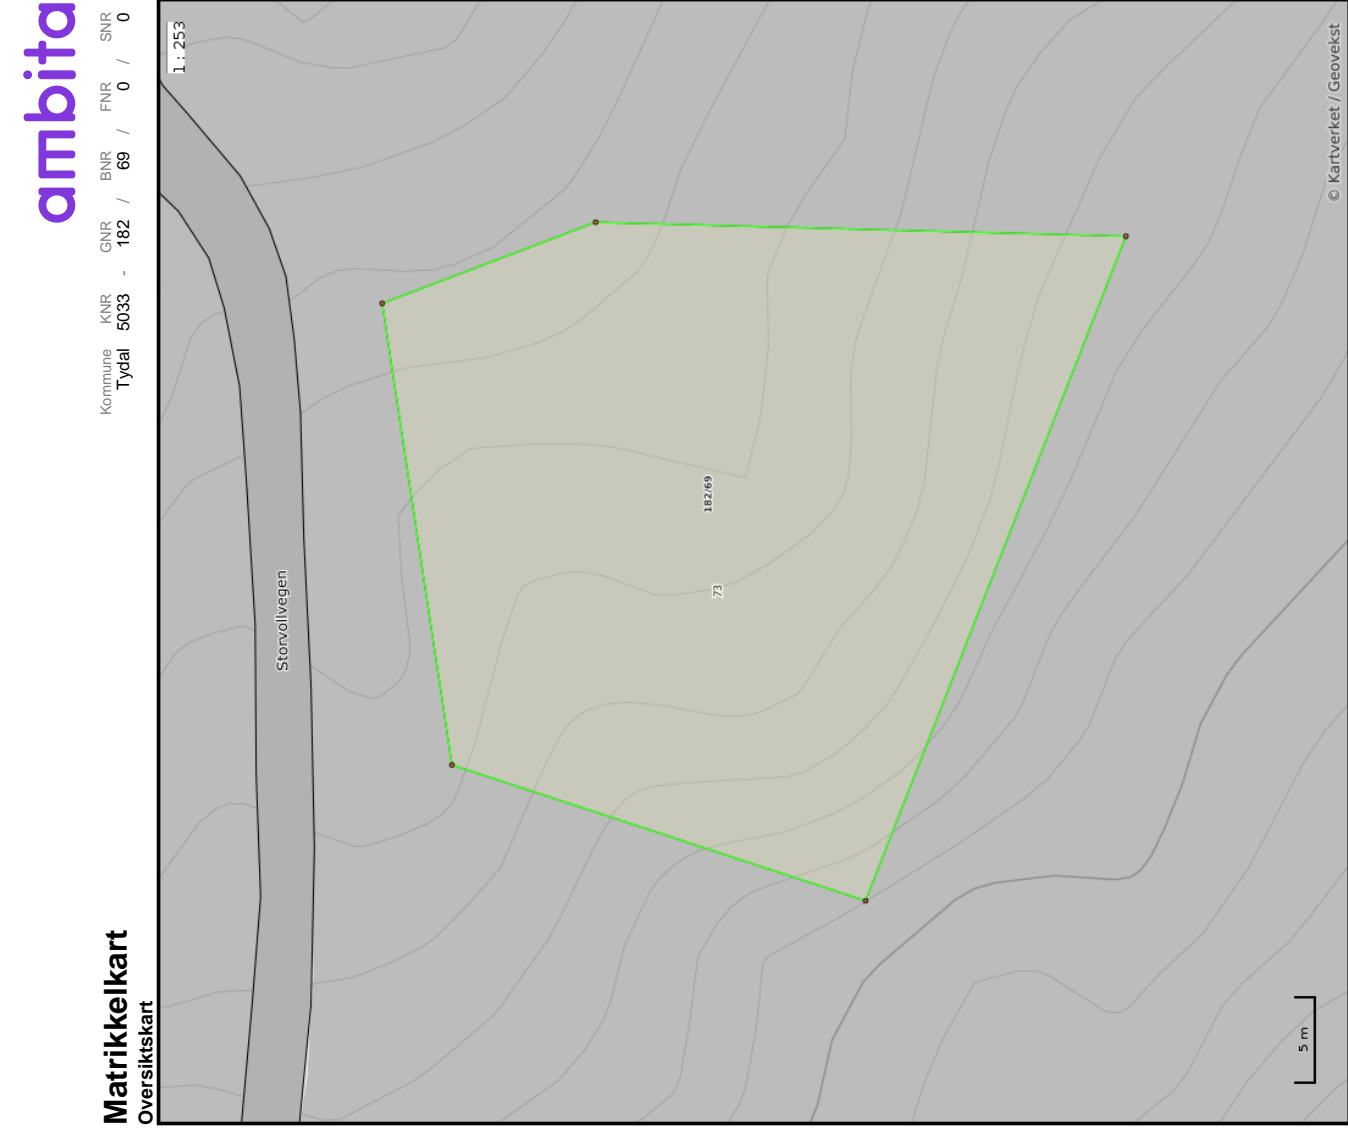 Matrikkelkart
Oversiktskart
Kommune KNR GNR BNR FNR SNR
Tydal 5033 - 182 / 69 / 0 / 0
ambita
1 : 253
Storvollvegen
182/69
73
5 m
© Kartverket / Geovekst